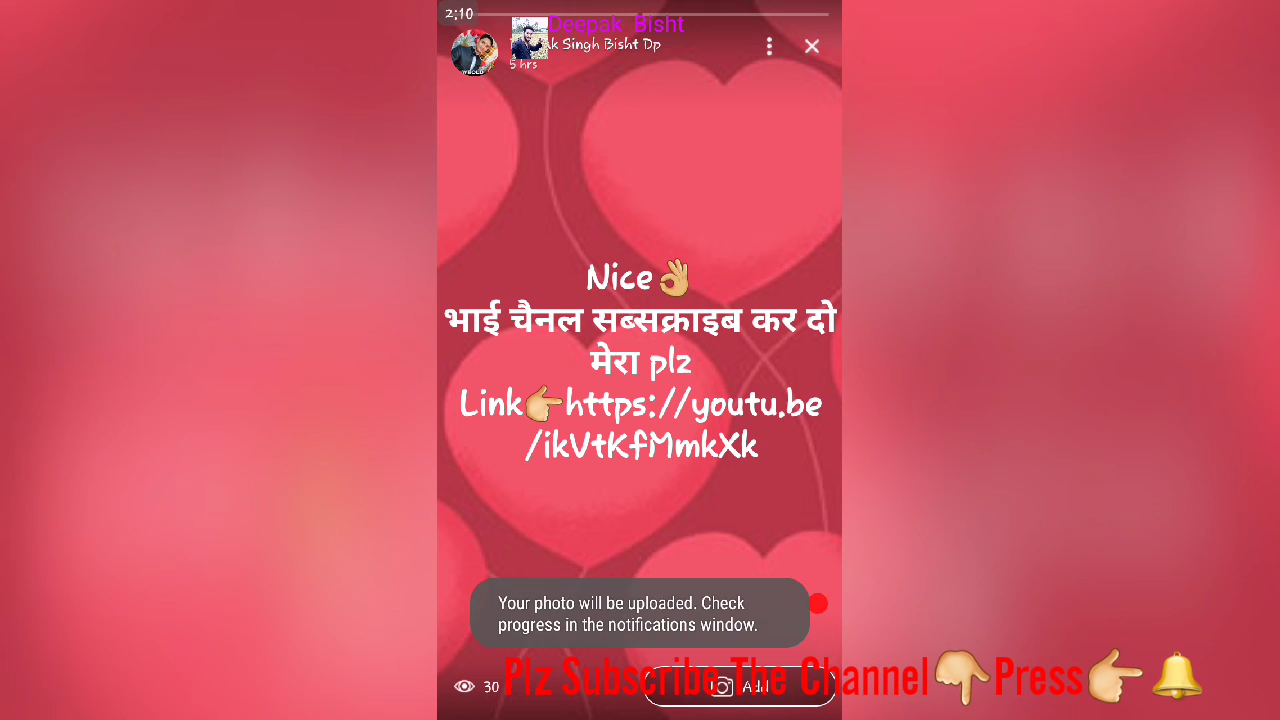 2:10
Deepak Bisht
k Singh Bisht Dp
5 hrs
Nice👌
भाई चैनल सब्सक्राइब कर दो
मेरा plz
Link👉https://youtu.be
/ikVtKfMmkXk
Your photo will be uploaded. Check
progress in the notifications window.
30
Add
Plz Subscribe The Channel👇Press👉🔔